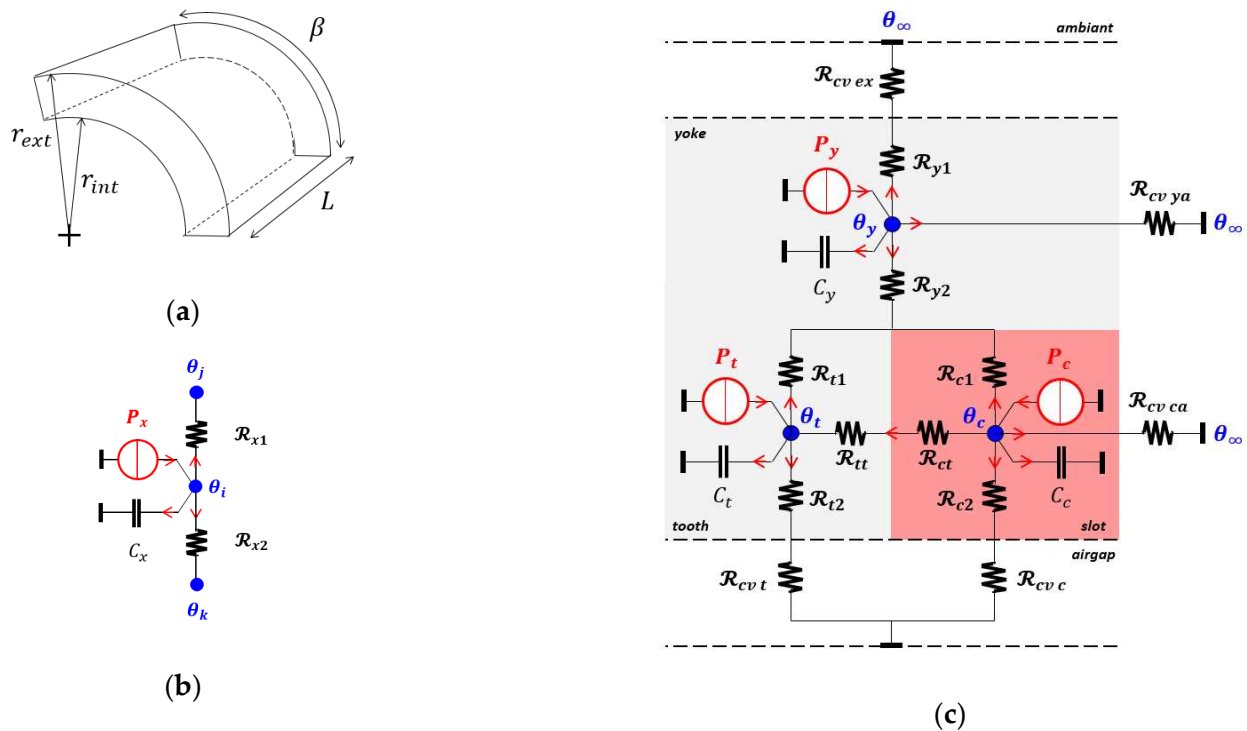 β
r_ext
r_int
L
(a)
θ_j
P_x
ℛ_x1
θ_i
C_x
ℛ_x2
θ_k
(b)
θ_∞
ambiant
ℛ_cv ex
yoke
P_y
ℛ_y1
ℛ_cv ya
θ_y
θ_∞
C_y
ℛ_y2
P_t
ℛ_t1
ℛ_c1
P_c
ℛ_cv ca
θ_t
θ_c
θ_∞
ℛ_tt
ℛ_ct
C_t
ℛ_t2
ℛ_c2
C_c
tooth
slot
airgap
ℛ_cv t
ℛ_cv c
(c)